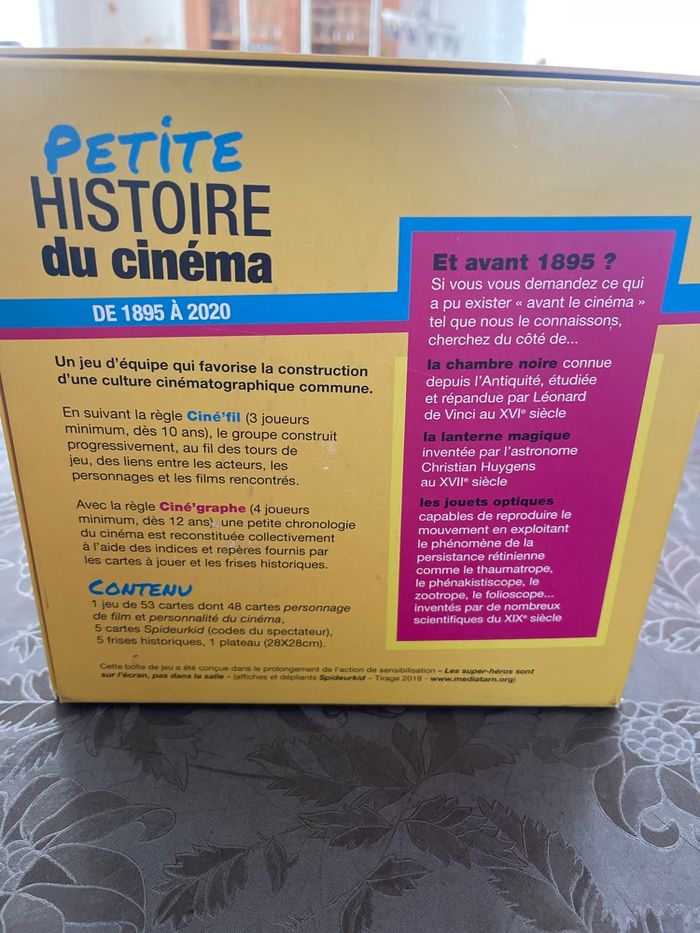 PETITE
HISTOIRE
du cinéma
DE 1895 À 2020
Un jeu d'équipe qui favorise la construction
d'une culture cinématographique commune.
En suivant la règle Ciné'fil (3 joueurs
minimum, dès 10 ans), le groupe construit
progressivement, au fil des tours de
jeu, des liens entre les acteurs, les
personnages et les films rencontrés.
Avec la règle Ciné'graphe (4 joueurs
minimum, dès 12 ans), une petite chronologie
du cinéma est reconstituée collectivement
à l'aide des indices et repères fournis par
les cartes à jouer et les frises historiques.
CONTENU
1 jeu de 53 cartes dont 48 cartes personnage
de film et personnalité du cinéma,
5 cartes Spideurkid (codes du spectateur),
5 frises historiques, 1 plateau (28X28cm).
Et avant 1895 ?
Si vous vous demandez ce qui
a pu exister « avant le cinéma »
tel que nous le connaissons,
cherchez du côté de...
la chambre noire connue
depuis l'Antiquité, étudiée
et répandue par Léonard
de Vinci au XVIe siècle
la lanterne magique
inventée par l'astronome
Christian Huygens
au XVIIe siècle
les jouets optiques
capables de reproduire le
mouvement en exploitant
le phénomène de la
persistance rétinienne
comme le thaumatrope,
le phénakistiscope, le
zootrope, le folioscope...
inventés par de nombreux
scientifiques du XIXe siècle
Cette boîte de jeu a été conçue dans le prolongement de l'action de sensibilisation - Les super-héros sont
sur l'écran, pas dans la salle - (affiches et dépliants Spideurkid - Tirage 2019 - www.mediatarn.org)